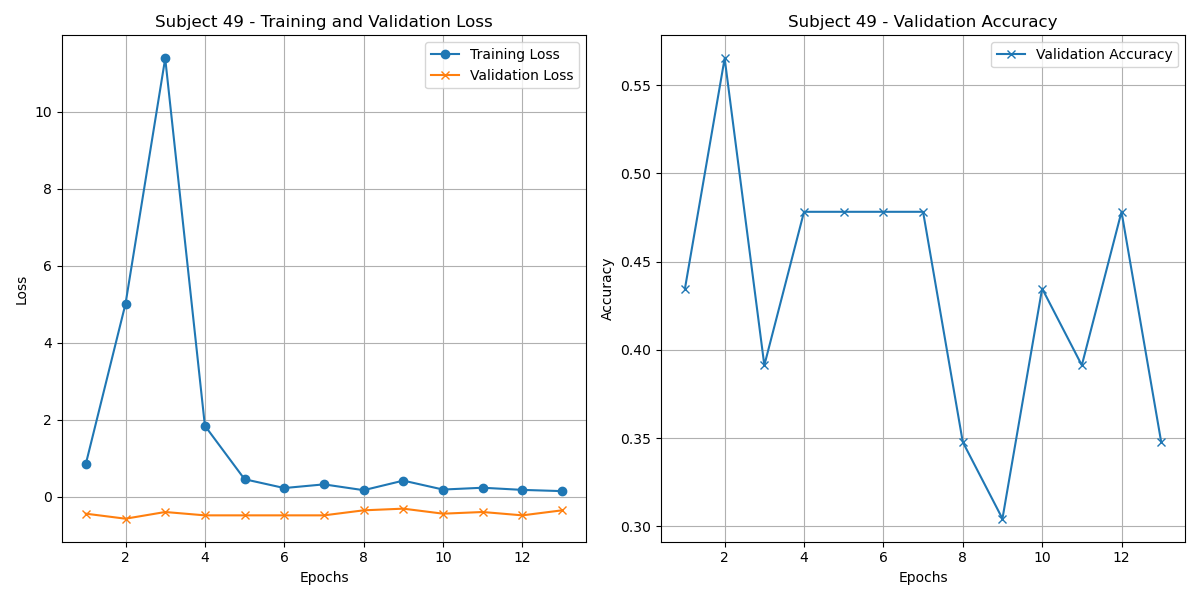 Subject 49 - Training and Validation Loss
Training Loss
Validation Loss
10
8
6
4
2
0
Loss
2 4 6 8 10 12
Epochs
Subject 49 - Validation Accuracy
Validation Accuracy
0.55
0.50
0.45
0.40
0.35
0.30
Accuracy
2 4 6 8 10 12
Epochs